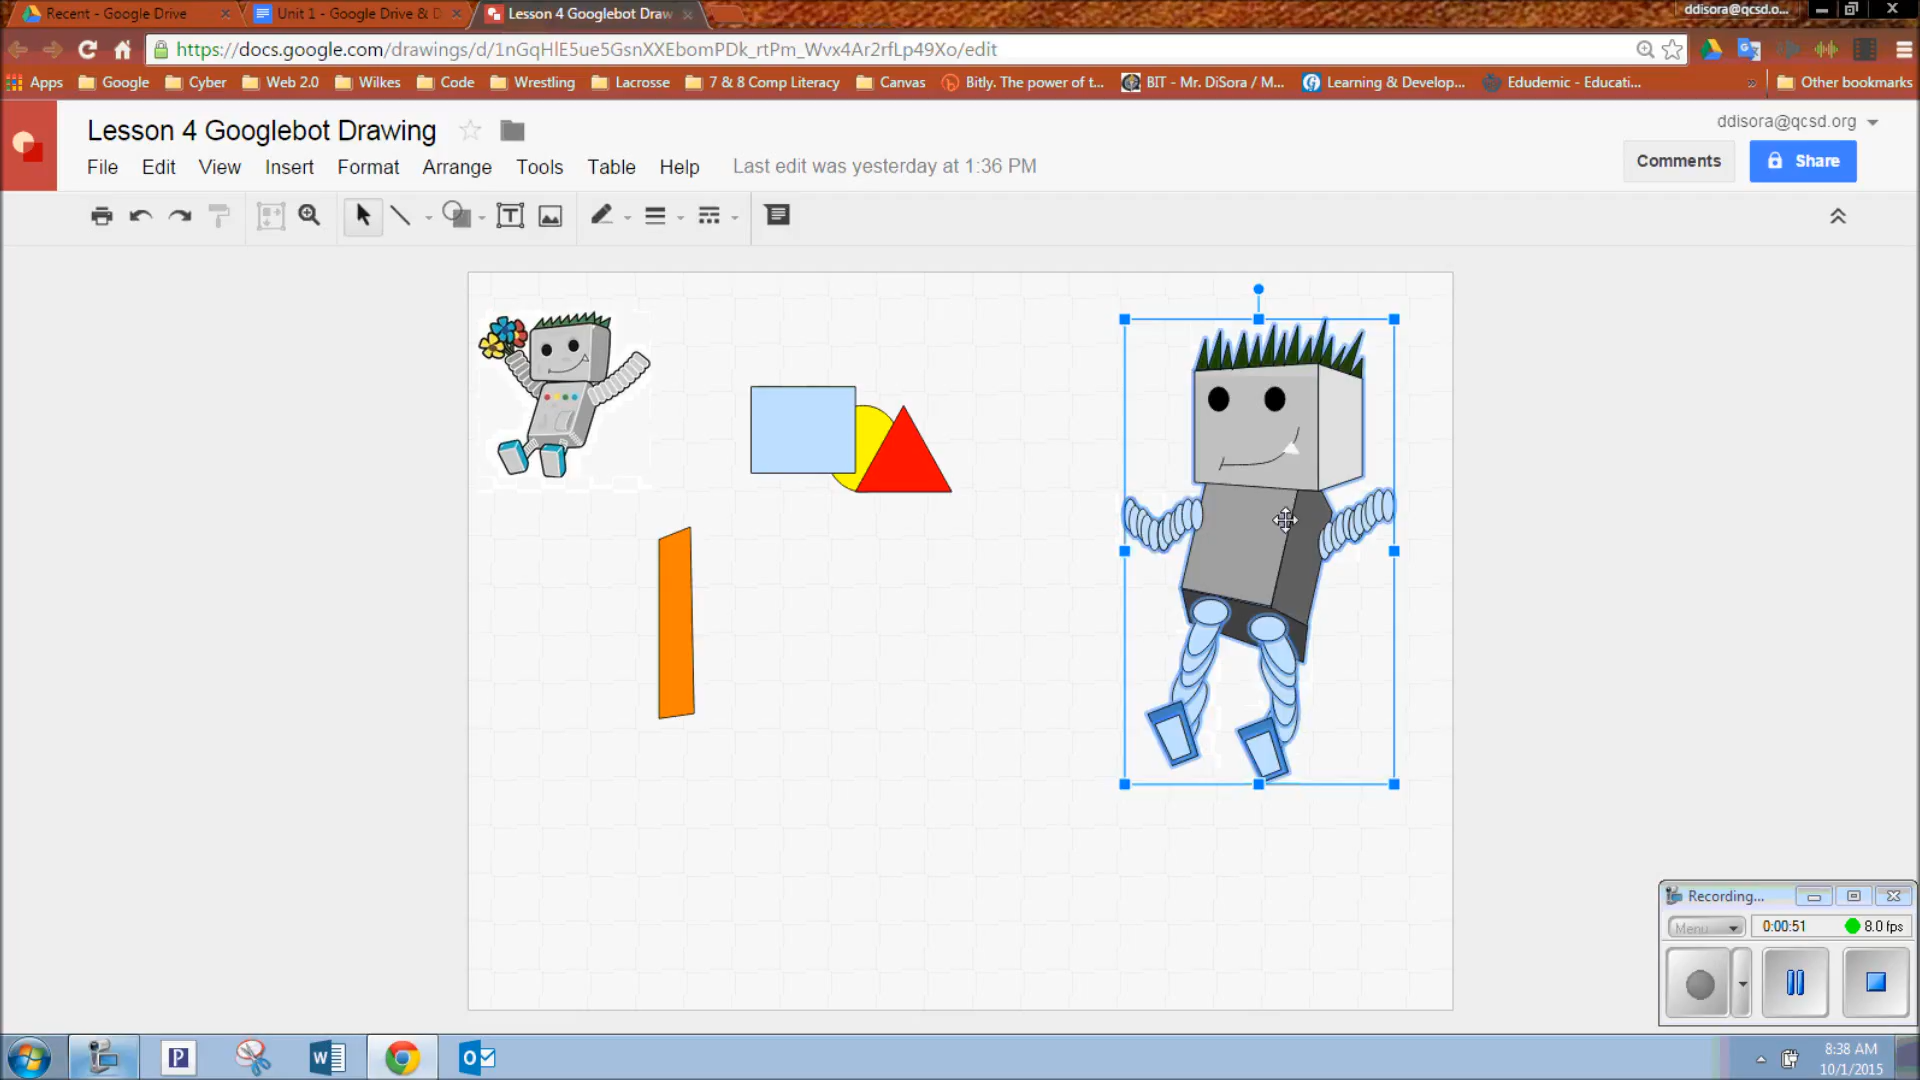 Recent - Google Drive
Unit 1 - Google Drive & D
Lesson 4 Googlebot Draw
ddisora@qcsd.o...
https://docs.google.com/drawings/d/1nGqHlE5ue5GsnXXEbomPDk_rtPm_Wvx4Ar2rfLp49Xo/edit
Apps Google Cyber Web 2.0 Wilkes Code Wrestling Lacrosse 7 & 8 Comp Literacy Canvas Bitly. The power of t... BIT - Mr. DiSora / M... Learning & Develop... Edudemic - Educati... » Other bookmarks
Lesson 4 Googlebot Drawing
ddisora@qcsd.org
File Edit View Insert Format Arrange Tools Table Help Last edit was yesterday at 1:36 PM
Comments
Share
Recording...
Menu 0:00:51 8.0 fps
8:38 AM
10/1/2015